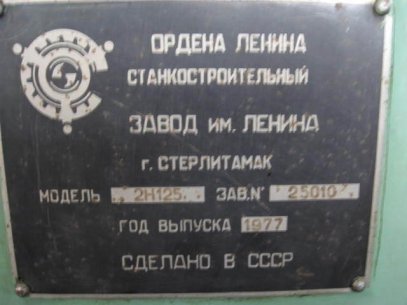 ОРДЕНА ЛЕНИНА
СТАНКОСТРОИТЕЛЬНЫЙ
ЗАВОД им. ЛЕНИНА
г. СТЕРЛИТАМАК
МОДЕЛЬ 2Н125 ЗАВ.№ 25010
ГОД ВЫПУСКА 1977
СДЕЛАНО В СССР